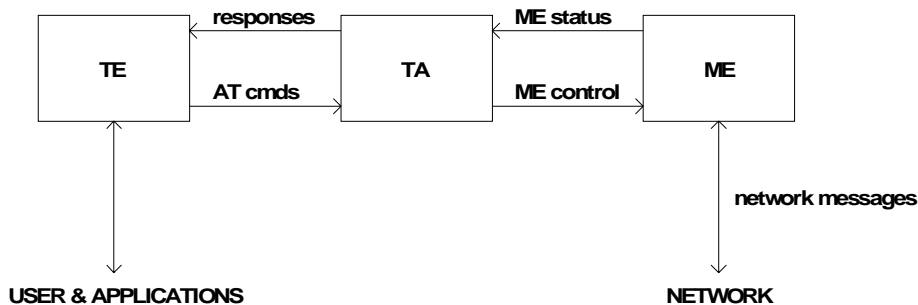 responses
ME status
TE
TA
ME
AT cmds
ME control
network messages
USER & APPLICATIONS
NETWORK